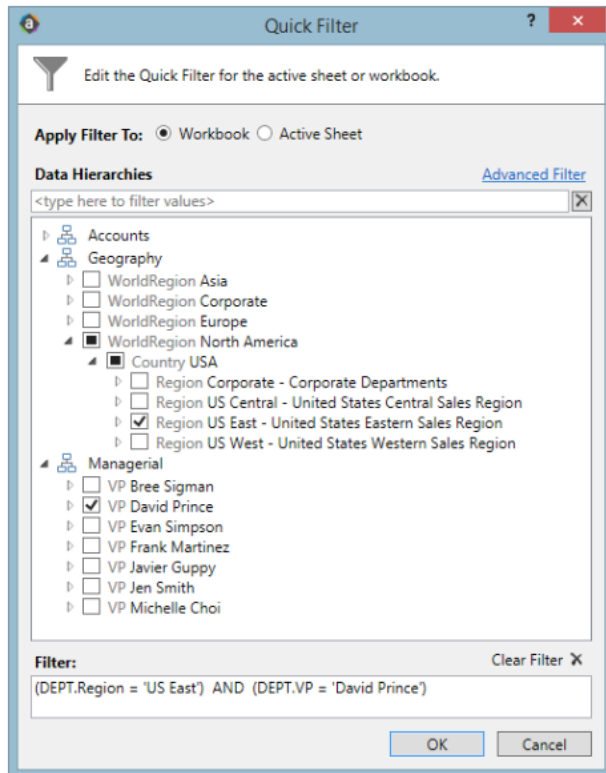 a
Quick Filter
?
×
Edit the Quick Filter for the active sheet or workbook.
Apply Filter To: Workbook Active Sheet
Data Hierarchies Advanced Filter
<type here to filter values>
Accounts
Geography
WorldRegion Asia
WorldRegion Corporate
WorldRegion Europe
WorldRegion North America
Country USA
Region Corporate - Corporate Departments
Region US Central - United States Central Sales Region
Region US East - United States Eastern Sales Region
Region US West - United States Western Sales Region
Managerial
VP Bree Sigman
VP David Prince
VP Evan Simpson
VP Frank Martinez
VP Javier Guppy
VP Jen Smith
VP Michelle Choi
Filter: Clear Filter
(DEPT.Region = 'US East') AND (DEPT.VP = 'David Prince')
OK Cancel